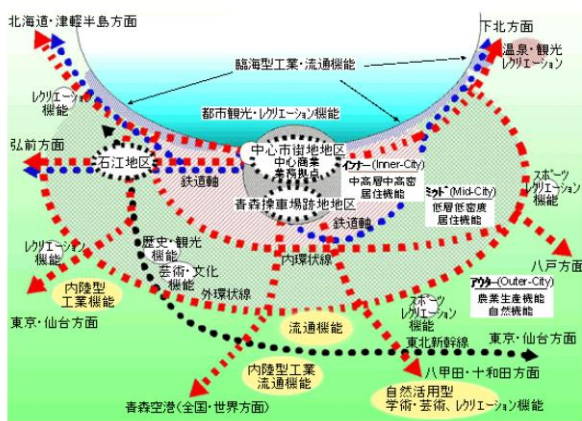 北海道・津軽半島方面
下北方面
温泉・観光
レクリエーション
臨海型工業・流通機能
レクリエーション
機能
都市観光・レクリエーション機能
弘前方面
石江地区
中心市街地地区
中心商業
業務拠点
インナー(Inner-City)
中高層中高密
居住機能
スポーツ
レクリエーション
機能
ミッド(Mid-City)
低層低密度
居住機能
鉄道軸
青森操車場跡地地区
鉄道軸
レクリエーション
機能
歴史・観光
機能
芸術・文化
機能
内環状線
八戸方面
アウター(Outer-City)
農業生産機能
自然機能
内陸型
工業機能
外環状線
東京・仙台方面
流通機能
スポーツ
レクリエーション
機能
東北新幹線
東京・仙台方面
内陸型工業
流通機能
八甲田・十和田方面
青森空港(全国・世界方面)
自然活用型
学術・芸術、レクリエーション機能